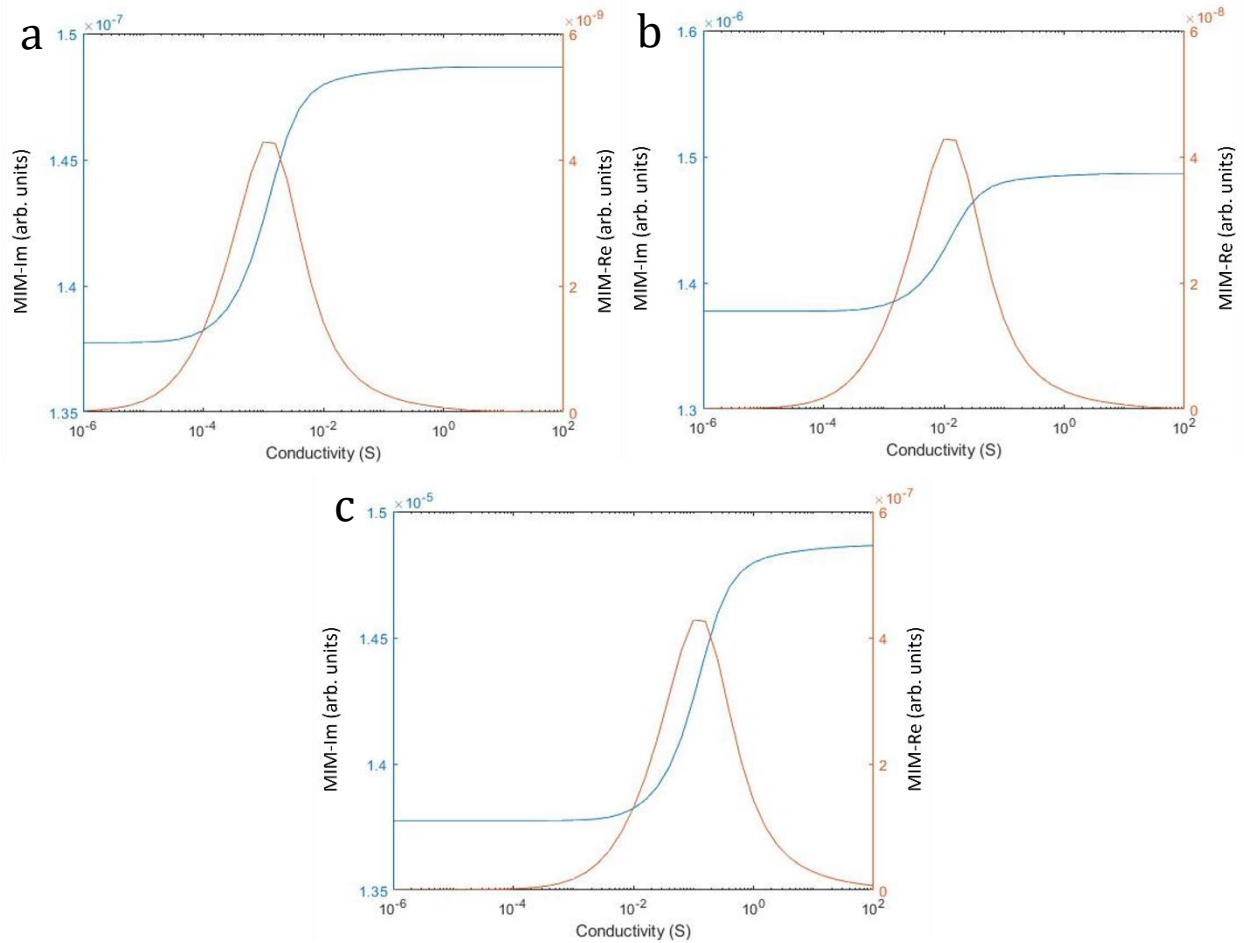 a
×10⁻⁷
×10⁻⁹
1.5
1.45
1.4
1.35
MIM-Im (arb. units)
6
4
2
0
MIM-Re (arb. units)
10⁻⁶ 10⁻⁴ 10⁻² 10⁰ 10²
Conductivity (S)
b
×10⁻⁶
×10⁻⁸
1.6
1.5
1.4
1.3
MIM-Im (arb. units)
6
4
2
0
MIM-Re (arb. units)
10⁻⁶ 10⁻⁴ 10⁻² 10⁰ 10²
Conductivity (S)
c
×10⁻⁵
×10⁻⁷
1.5
1.45
1.4
1.35
MIM-Im (arb. units)
6
4
2
0
MIM-Re (arb. units)
10⁻⁶ 10⁻⁴ 10⁻² 10⁰ 10²
Conductivity (S)